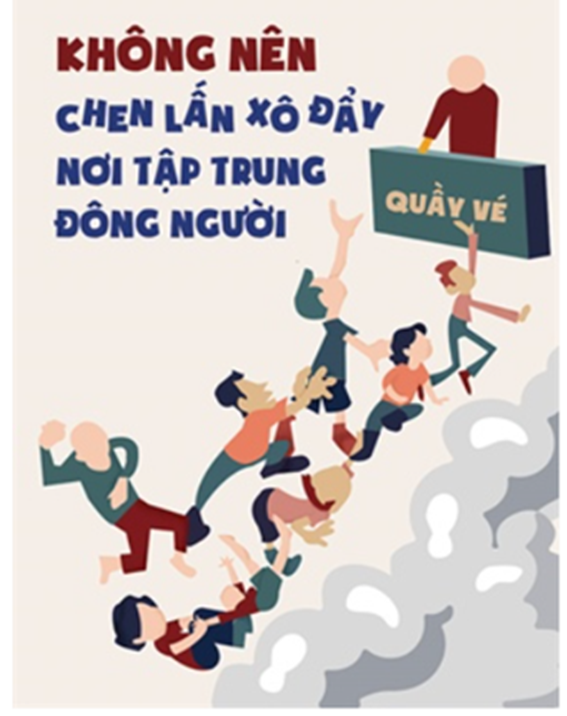 KHÔNG NÊN
CHEN LẤN XÔ ĐẨY
NƠI TẬP TRUNG
ĐÔNG NGƯỜI
QUẦY VÉ